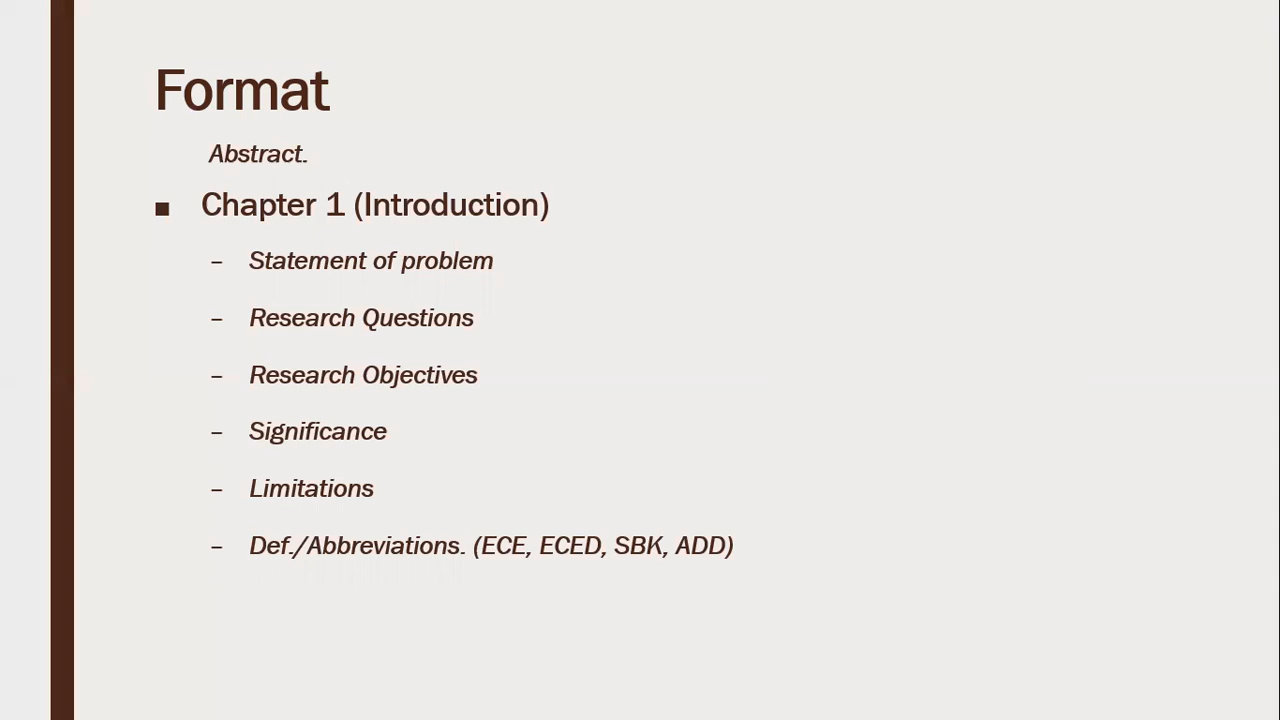 Format
Abstract.
■ Chapter 1 (Introduction)
– Statement of problem
– Research Questions
– Research Objectives
– Significance
– Limitations
– Def./Abbreviations. (ECE, ECED, SBK, ADD)